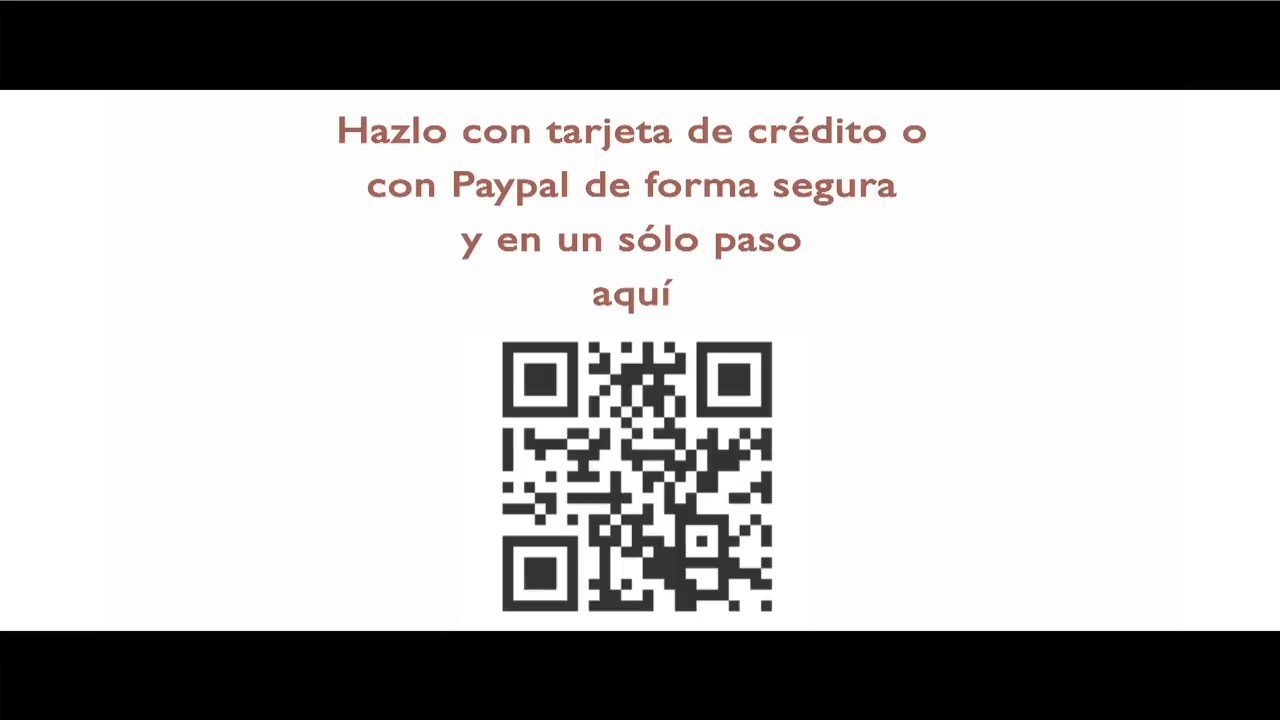 Hazlo con tarjeta de crédito o
con Paypal de forma segura
y en un sólo paso
aquí